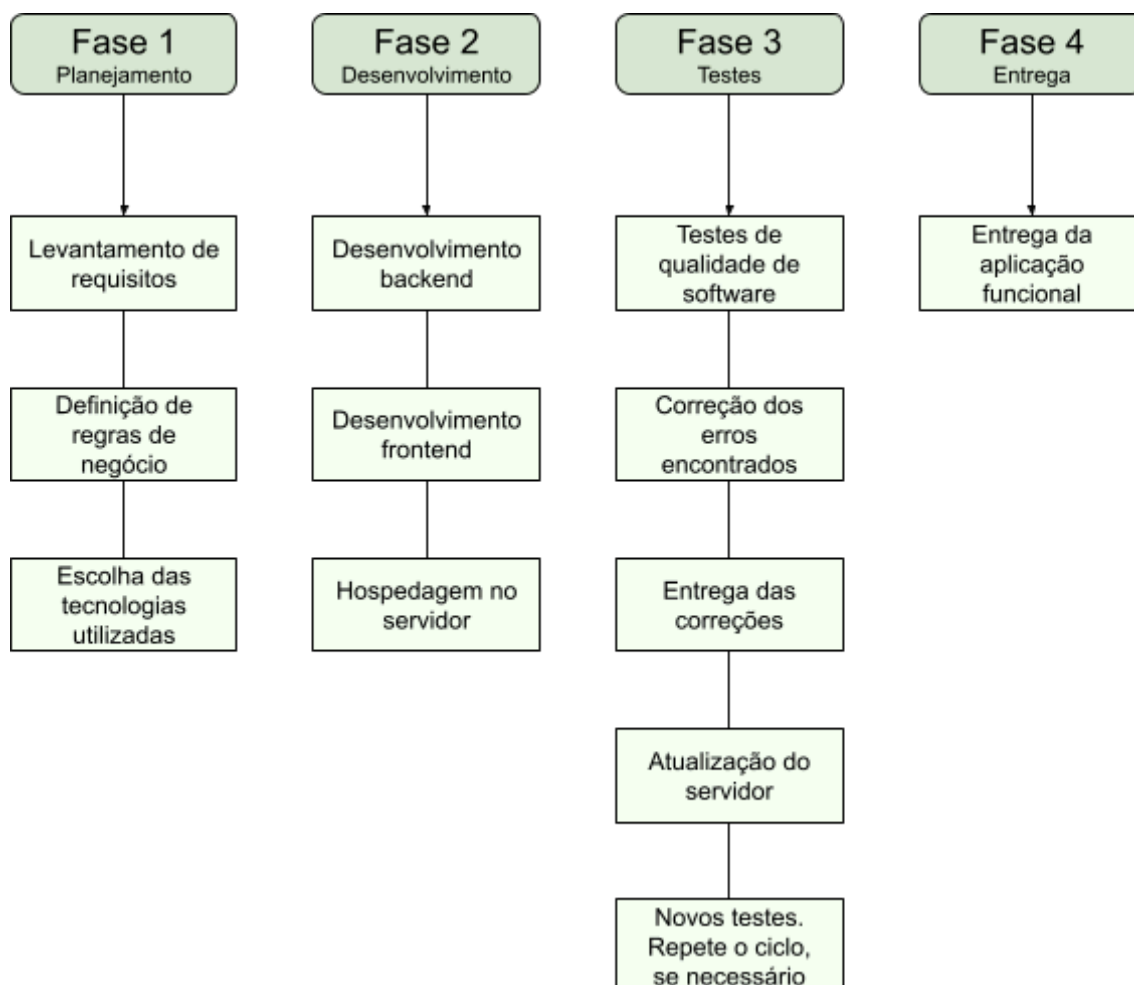 Fase 1
Planejamento
Levantamento de
requisitos
Definição de
regras de
negócio
Escolha das
tecnologias
utilizadas
Fase 2
Desenvolvimento
Desenvolvimento
backend
Desenvolvimento
frontend
Hospedagem no
servidor
Fase 3
Testes
Testes de
qualidade de
software
Correção dos
erros
encontrados
Entrega das
correções
Atualização do
servidor
Novos testes.
Repete o ciclo,
se necessário
Fase 4
Entrega
Entrega da
aplicação
funcional